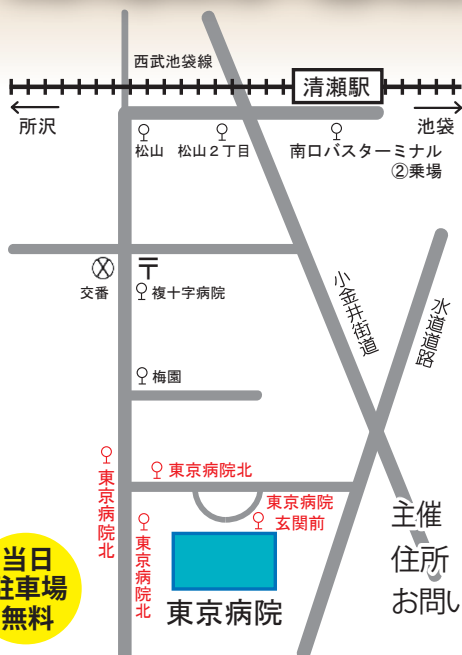 西武池袋線
清瀬駅
所沢
池袋
松山
松山2丁目
南口バスターミナル
②乗場
交番
〒
複十字病院
小金井街道
水道道路
梅園
東京病院北
東京病院北
東京病院
玄関前
東京病院北
東京病院
当日
駐車場
無料
主催
住所
お問い